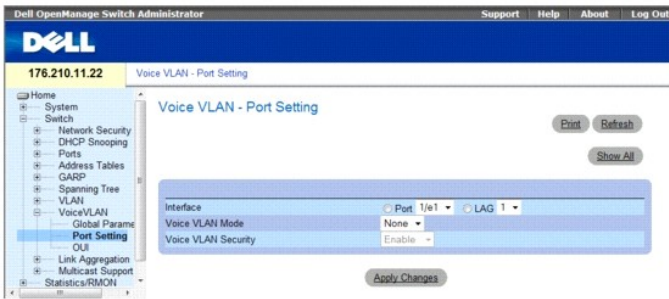 Dell OpenManage Switch Administrator Support Help About Log Out
DELL
176.210.11.22 Voice VLAN - Port Setting
Home
System
Switch
Network Security
DHCP Snooping
Ports
Address Tables
GARP
Spanning Tree
VLAN
VoiceVLAN
Global Parame
Port Setting
OUI
Link Aggregation
Multicast Support
Statistics/RMON
Voice VLAN - Port Setting
Print Refresh
Show All
Interface Port 1/e1 LAG 1
Voice VLAN Mode None
Voice VLAN Security Enable
Apply Changes